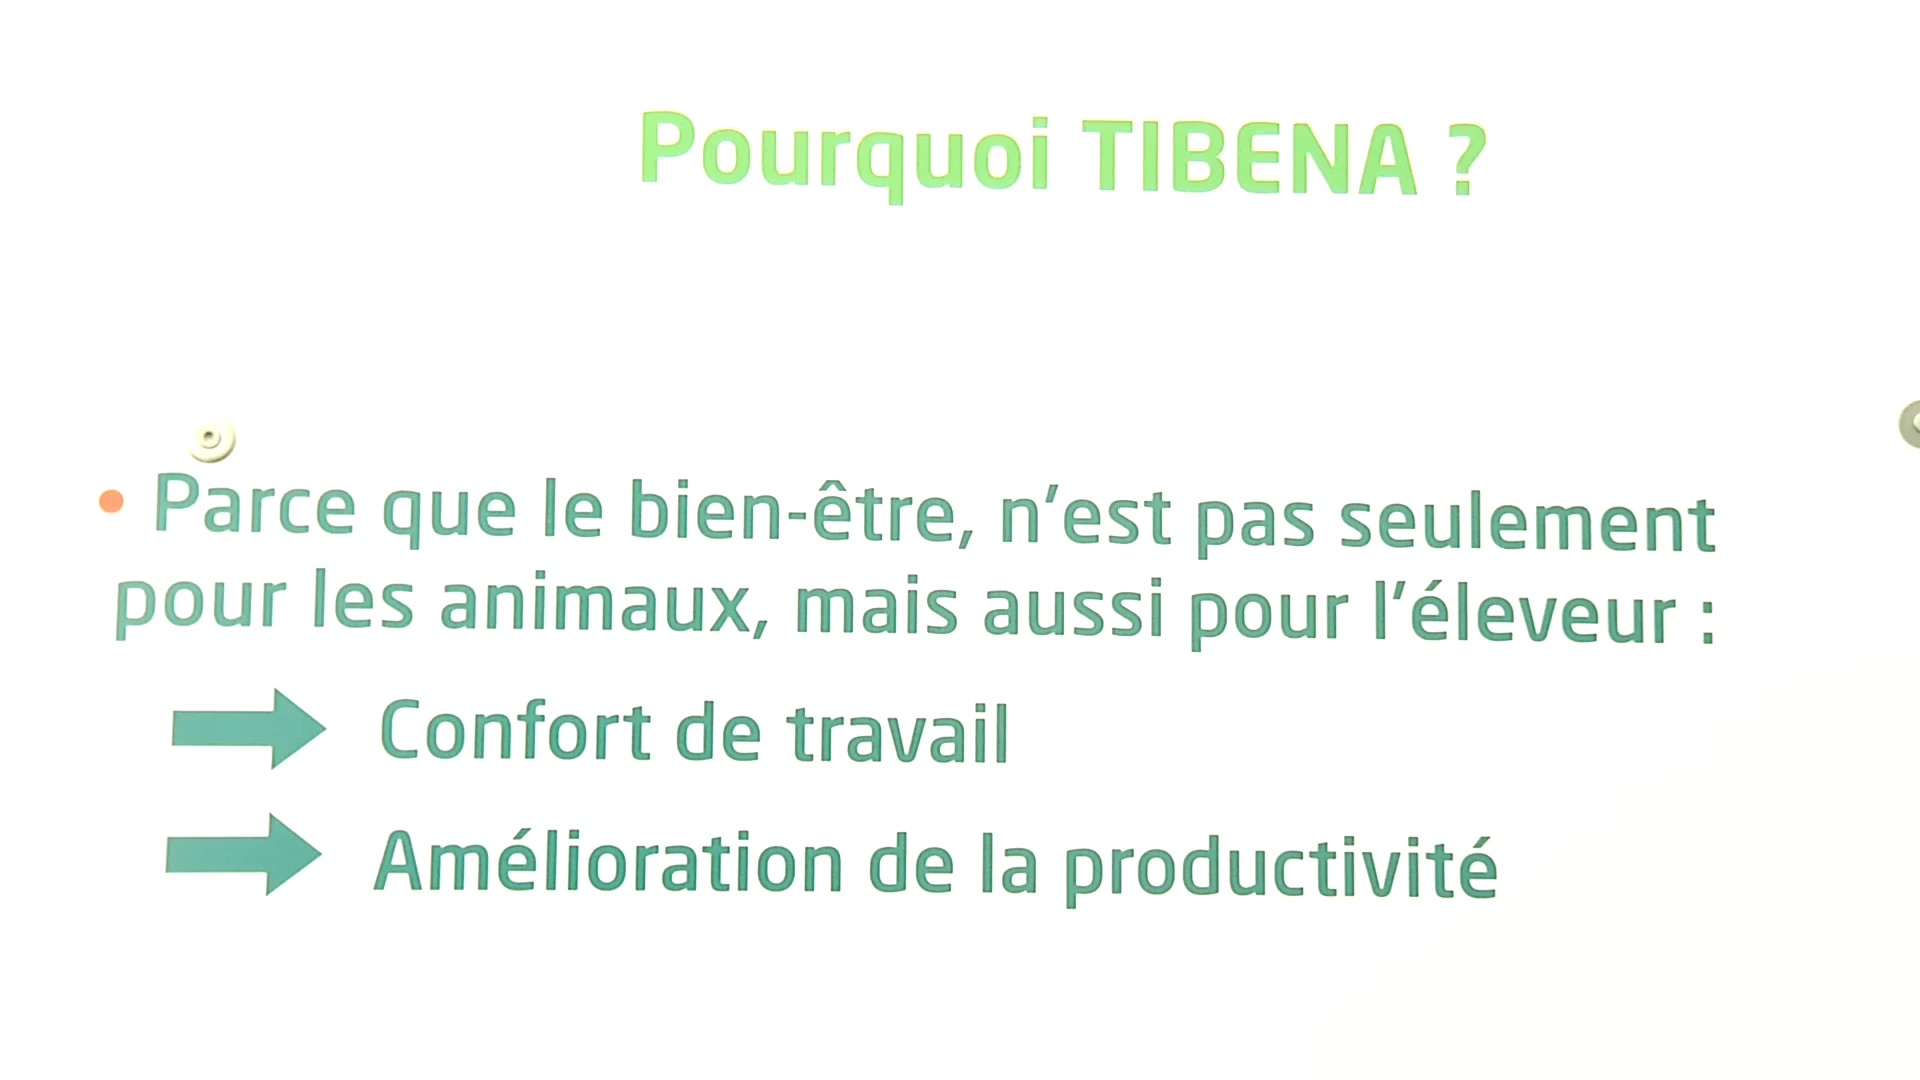 Pourquoi TIBENA ?
• Parce que le bien-être, n'est pas seulement
pour les animaux, mais aussi pour l'éleveur :
Confort de travail
Amélioration de la productivité